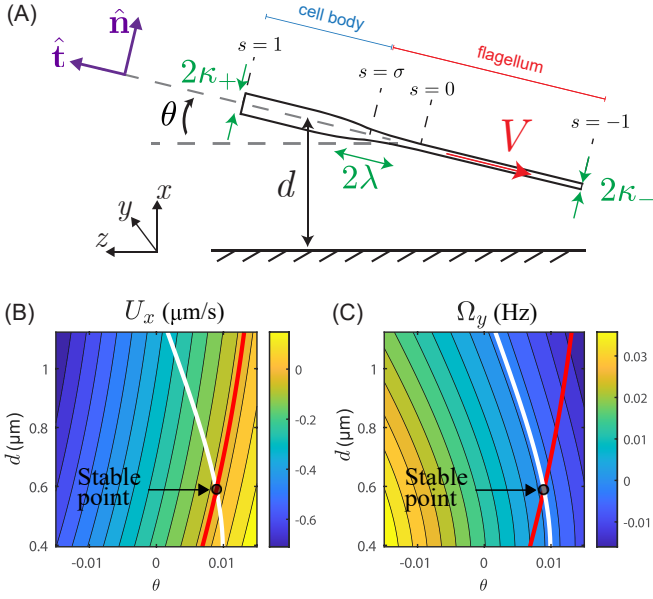 (A)
cell body
flagellum
n̂
t̂
s = 1
2κ₊
s = σ
s = 0
s = −1
θ
V
d
2λ
2κ₋
x
y
z
(B)
U_x (μm/s)
d (μm)
1
0.8
0.6
0.4
-0.01
0
0.01
θ
Stable
point
0
-0.2
-0.4
-0.6
(C)
Ω_y (Hz)
d (μm)
1
0.8
0.6
0.4
-0.01
0
0.01
θ
Stable
point
0.03
0.02
0.01
0
-0.01